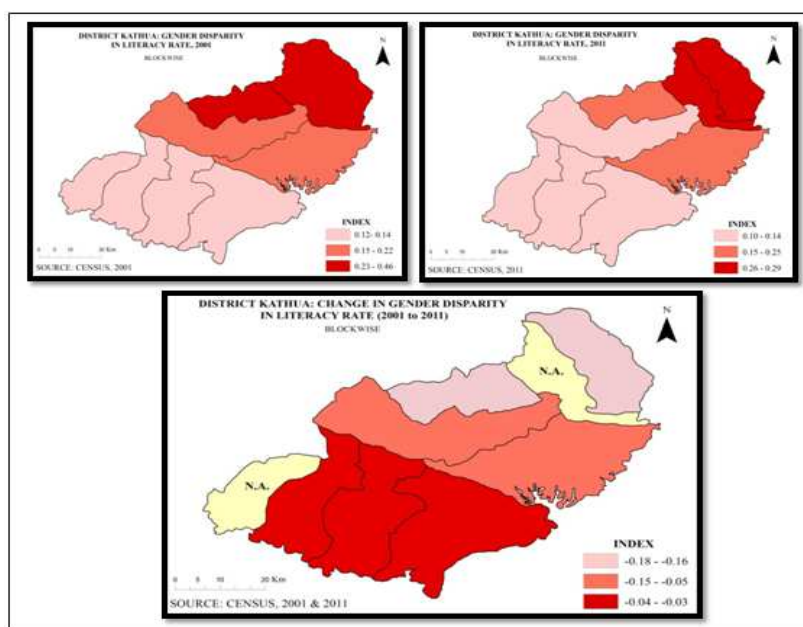 DISTRICT KATHUA: GENDER DISPARITY
IN LITERACY RATE, 2001
BLOCKWISE
N
INDEX
0.12- 0.14
0.15 - 0.22
0.23 - 0.46
0 10 20 Km
SOURCE: CENSUS, 2001
DISTRICT KATHUA: GENDER DISPARITY
IN LITERACY RATE, 2011
BLOCKWISE
N
INDEX
0.10 - 0.14
0.15 - 0.25
0.26 - 0.29
0 10 20 Km
SOURCE: CENSUS, 2011
DISTRICT KATHUA: CHANGE IN GENDER DISPARITY
IN LITERACY RATE (2001 to 2011)
BLOCKWISE
N
N.A.
N.A.
INDEX
-0.18 - -0.16
-0.15 - -0.05
-0.04 - -0.03
0 5 10 20 Km
SOURCE: CENSUS, 2001 & 2011